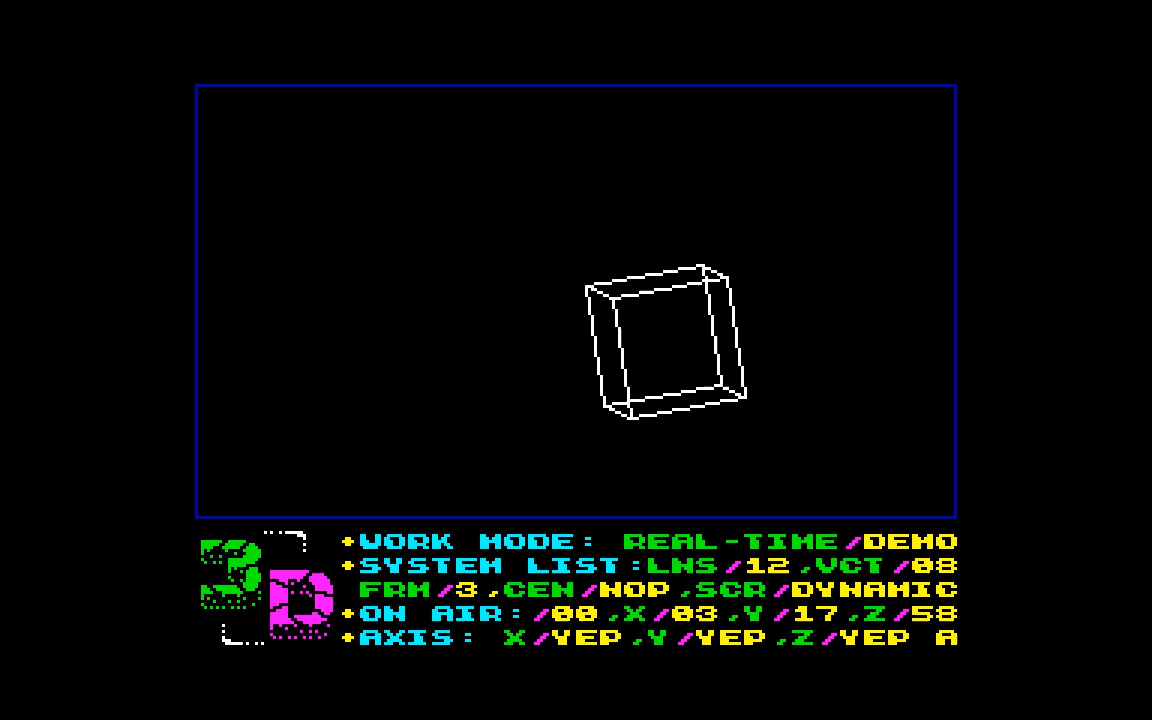 3D
+WORK MODE: REAL-TIME/DEMO
+SYSTEM LIST:LNS/12,VCT/08
FRM/3,CEN/NOP,SCR/DYNAMIC
+ON AIR:/00,X/03,Y/17,Z/58
+AXIS: X/YEP,Y/YEP,Z/YEP A